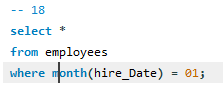 -- 18
select *
from employees
where month(hire_Date) = 01;